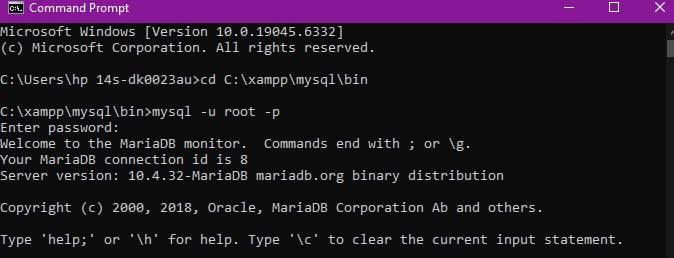 Command Prompt
Microsoft Windows [Version 10.0.19045.6332]
(c) Microsoft Corporation. All rights reserved.
C:\Users\hp 14s-dk0023au>cd C:\xampp\mysql\bin
C:\xampp\mysql\bin>mysql -u root -p
Enter password:
Welcome to the MariaDB monitor.  Commands end with ; or \g.
Your MariaDB connection id is 8
Server version: 10.4.32-MariaDB mariadb.org binary distribution
Copyright (c) 2000, 2018, Oracle, MariaDB Corporation Ab and others.
Type 'help;' or '\h' for help. Type '\c' to clear the current input statement.